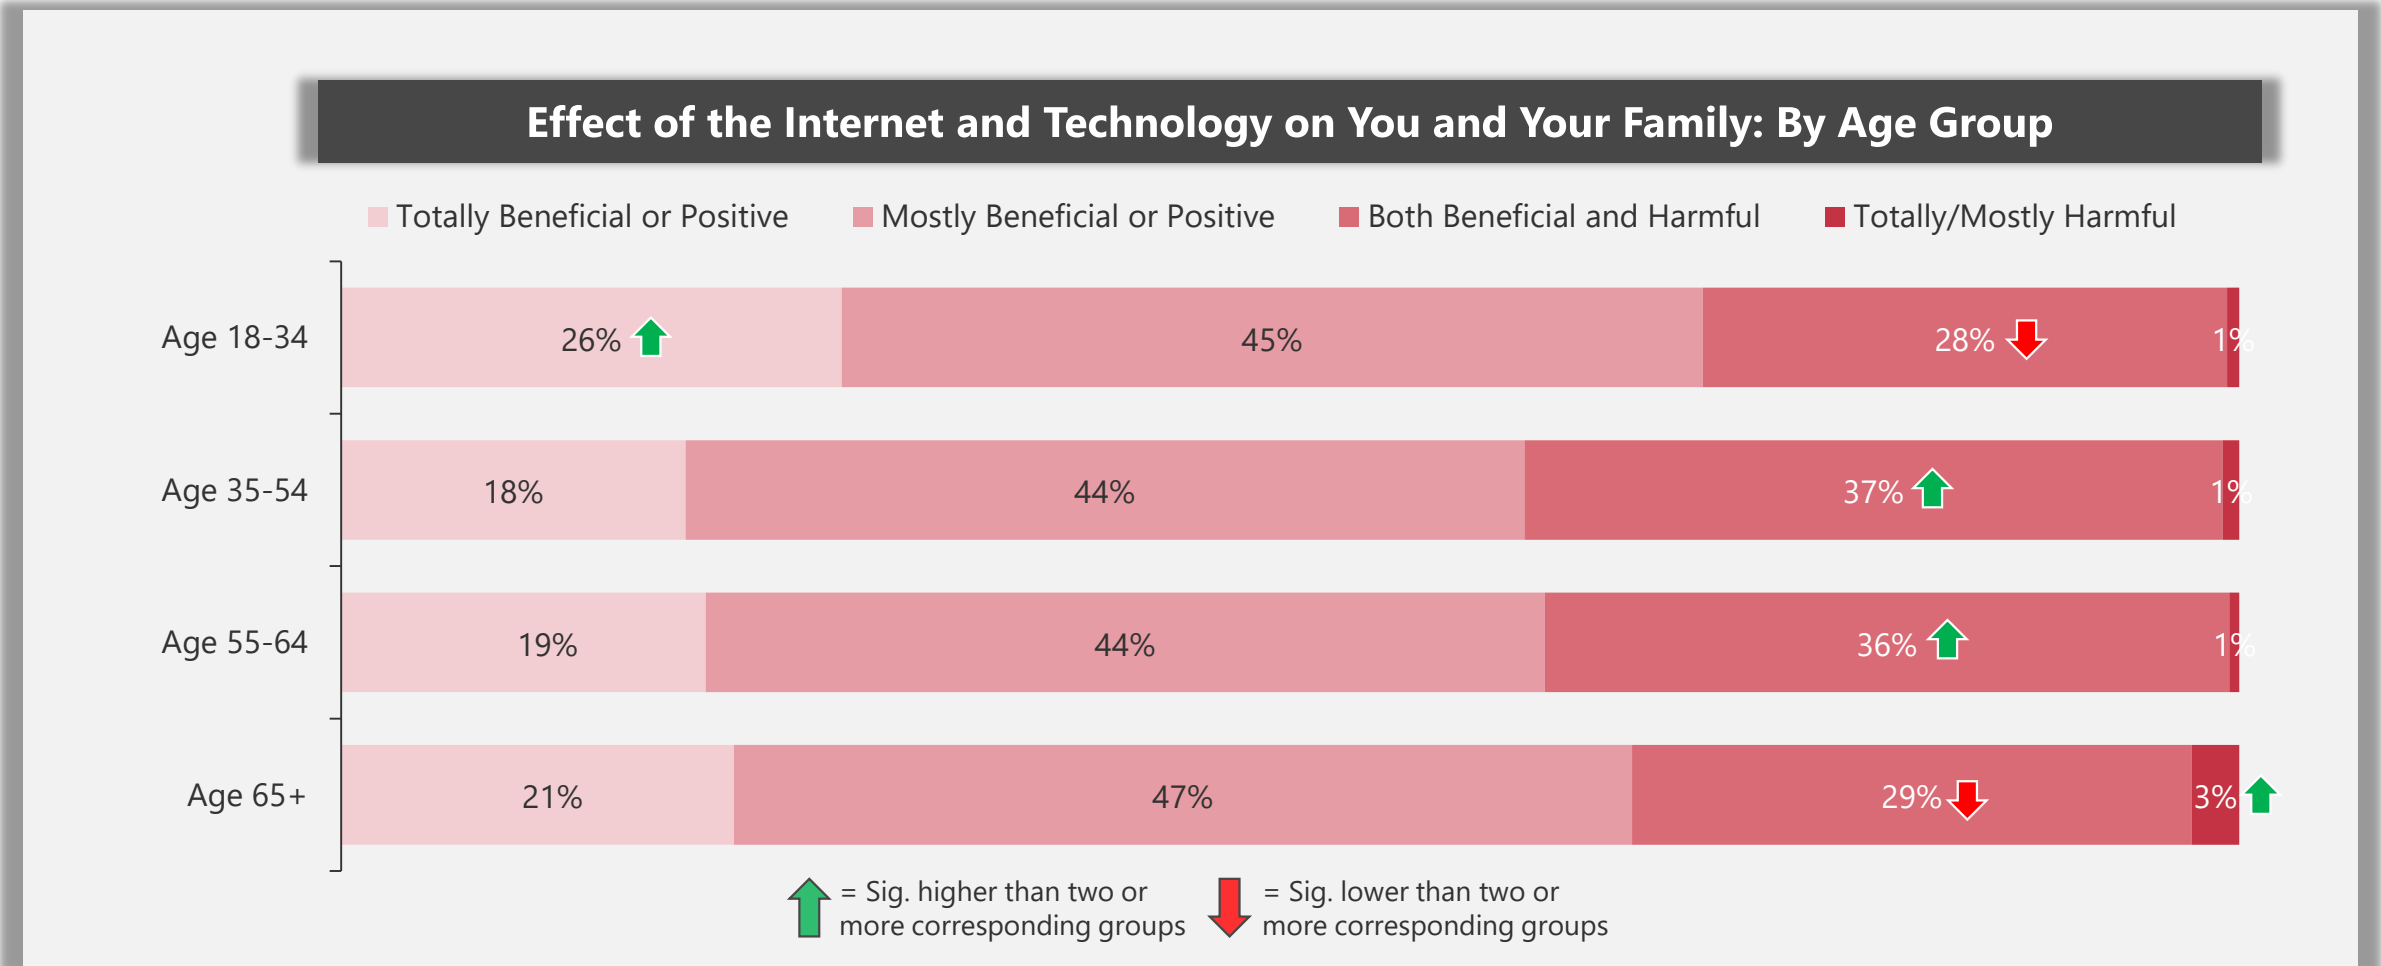 Effect of the Internet and Technology on You and Your Family: By Age Group
Totally Beneficial or Positive
Mostly Beneficial or Positive
Both Beneficial and Harmful
Totally/Mostly Harmful
Age 18-34
26%
45%
28%
1%
Age 35-54
18%
44%
37%
1%
Age 55-64
19%
44%
36%
1%
Age 65+
21%
47%
29%
3%
= Sig. higher than two or
more corresponding groups
= Sig. lower than two or
more corresponding groups